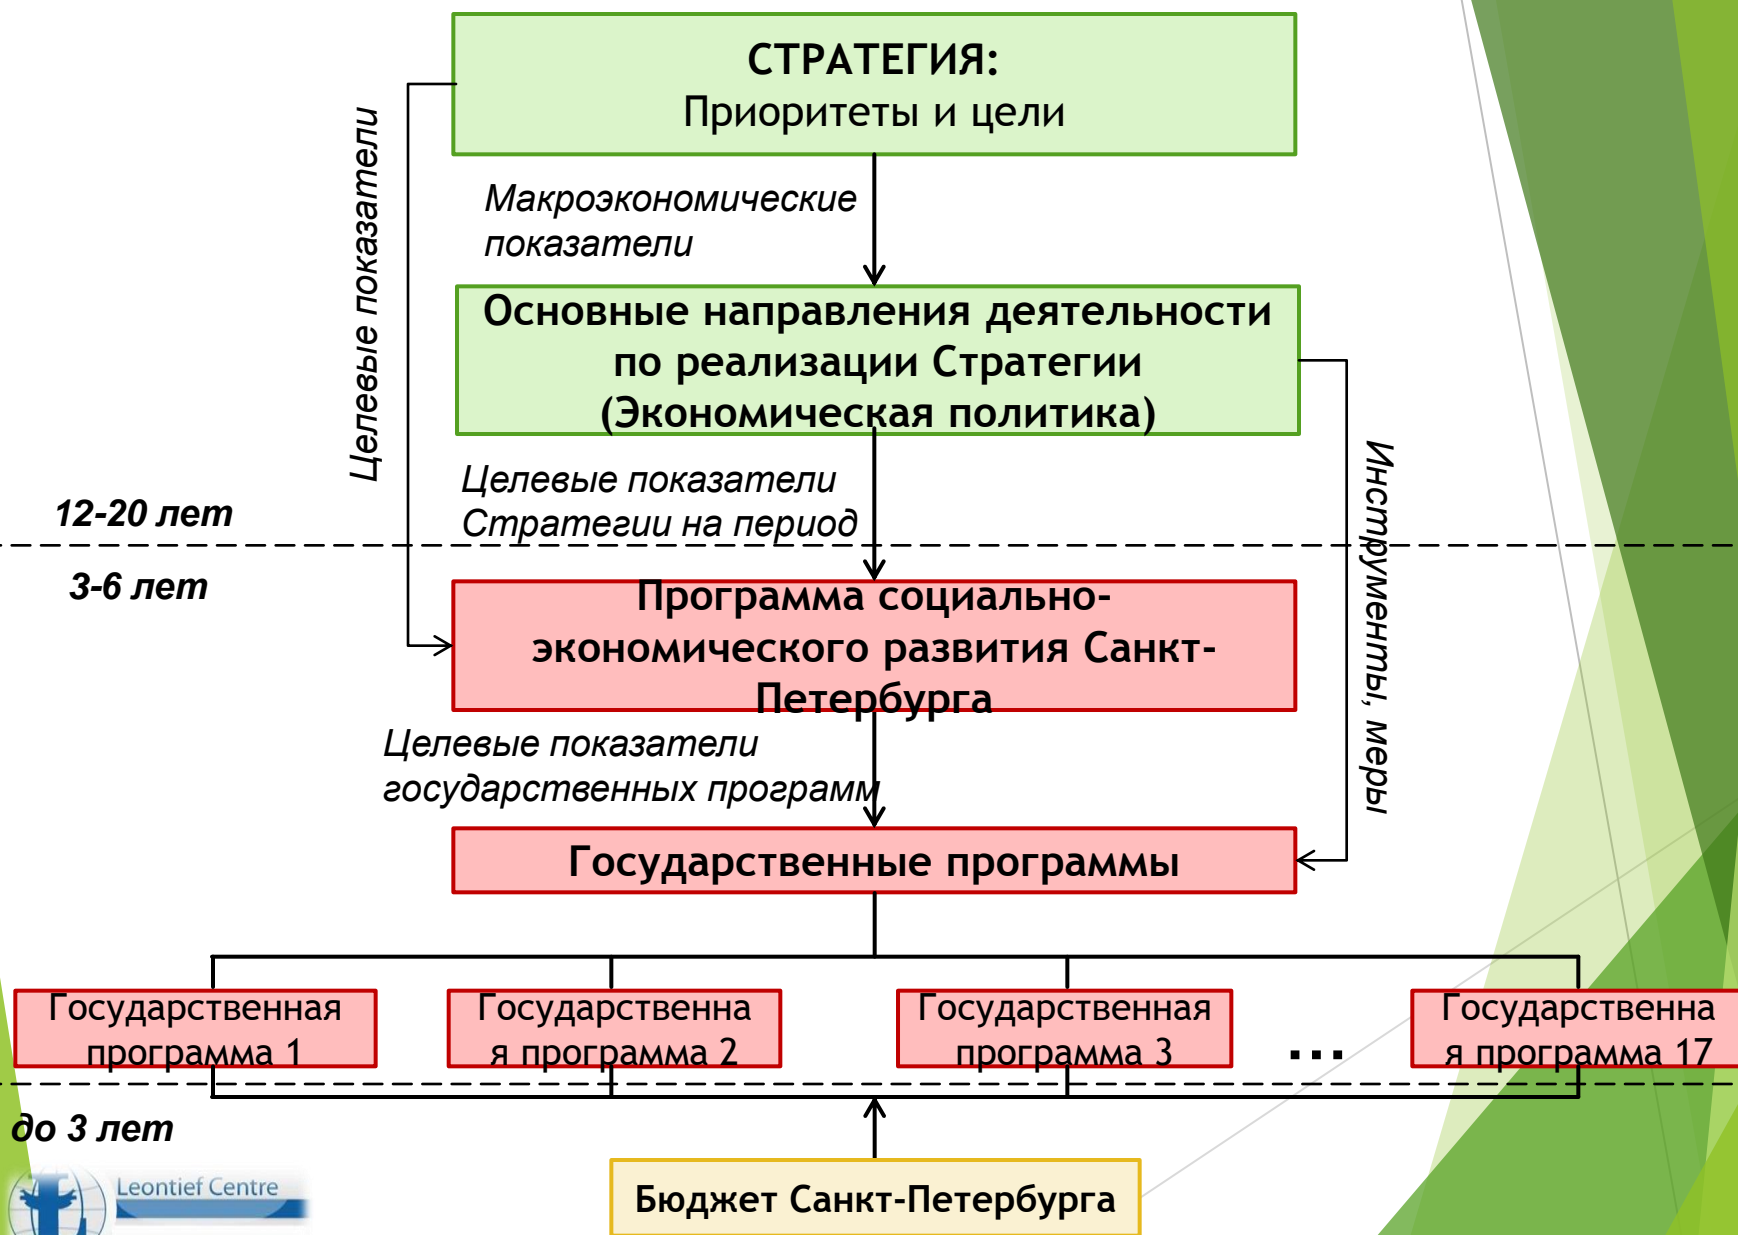 СТРАТЕГИЯ:
Приоритеты и цели
Целевые показатели
Макроэкономические
показатели
Основные направления деятельности
по реализации Стратегии
(Экономическая политика)
Инструменты, меры
Целевые показатели
Стратегии на период
12-20 лет
3-6 лет
Программа социально-
экономического развития Санкт-
Петербурга
Целевые показатели
государственных программ
Государственные программы
Государственная
программа 1
Государственна
я программа 2
Государственная
программа 3
...
Государственна
я программа 17
до 3 лет
Leontief Centre
Бюджет Санкт-Петербурга